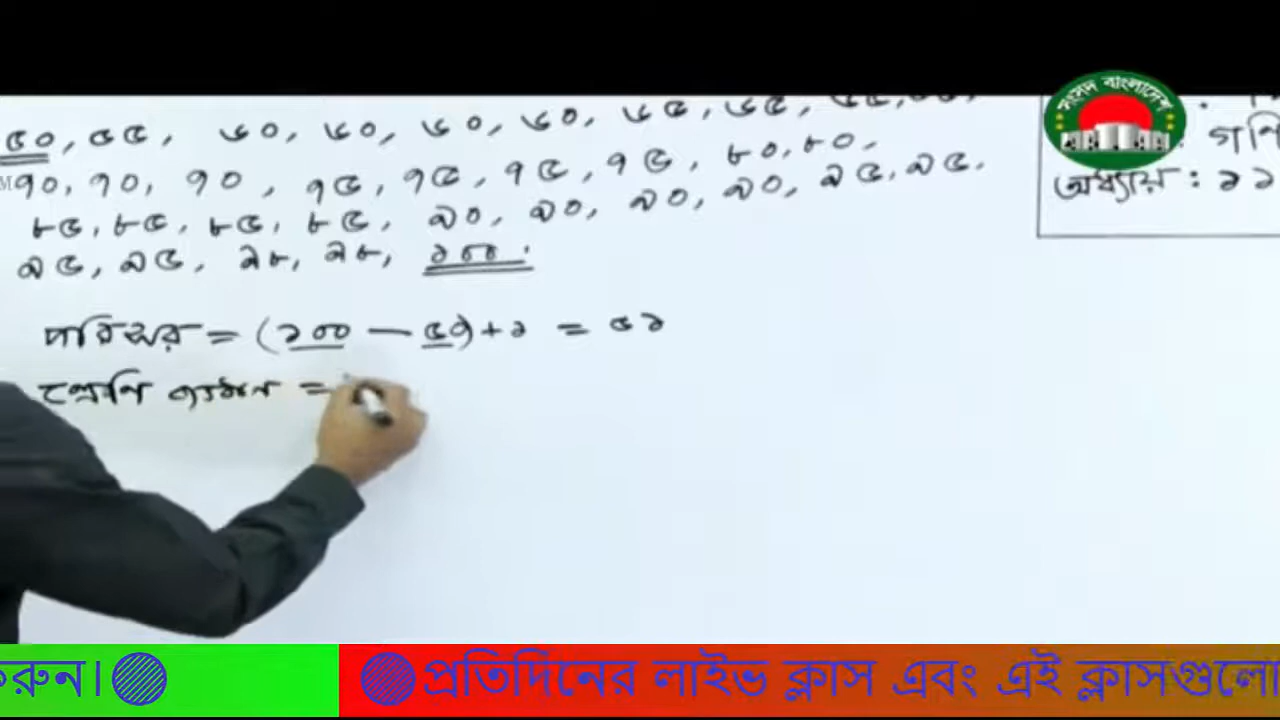 ৫০, ৫৫, ৬০, ৬০, ৬০, ৬০, ৬৫, ৬৫,
৭০, ৭০, ৭০, ৭৫, ৭৫, ৭৫, ৭৫, ৮০, ৮০,
৮৫, ৮৫, ৮৫, ৮৫, ৯০, ৯০, ৯০, ৯০, ৯৫, ৯৫,
৯৫, ৯৫, ৯৮, ৯৮, ১০০.
পরিসর = (১০০ – ৫০) + ১ = ৫১
শ্রেণি ব্যবধান =
সংসদ বাংলাদেশ
অধ্যায় : ১১
করুন।
প্রতিদিনের লাইভ ক্লাস এবং এই ক্লাসগুলো